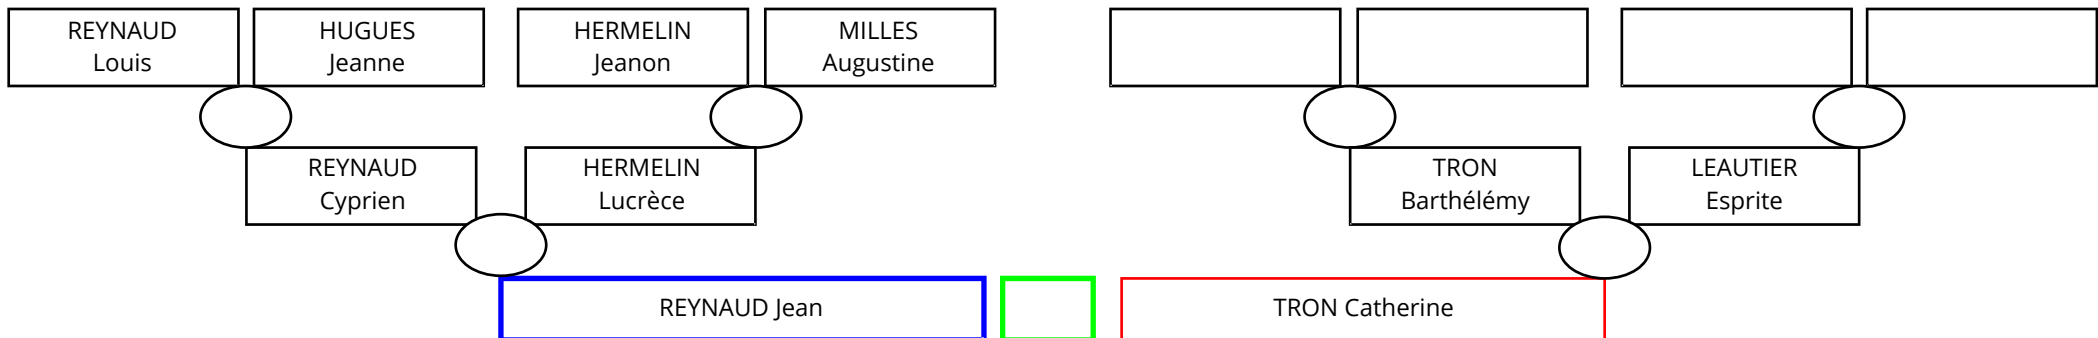 REYNAUD
Louis
HUGUES
Jeanne
HERMELIN
Jeanon
MILLES
Augustine
REYNAUD
Cyprien
HERMELIN
Lucrèce
TRON
Barthélémy
LEAUTIER
Esprite
REYNAUD Jean
TRON Catherine